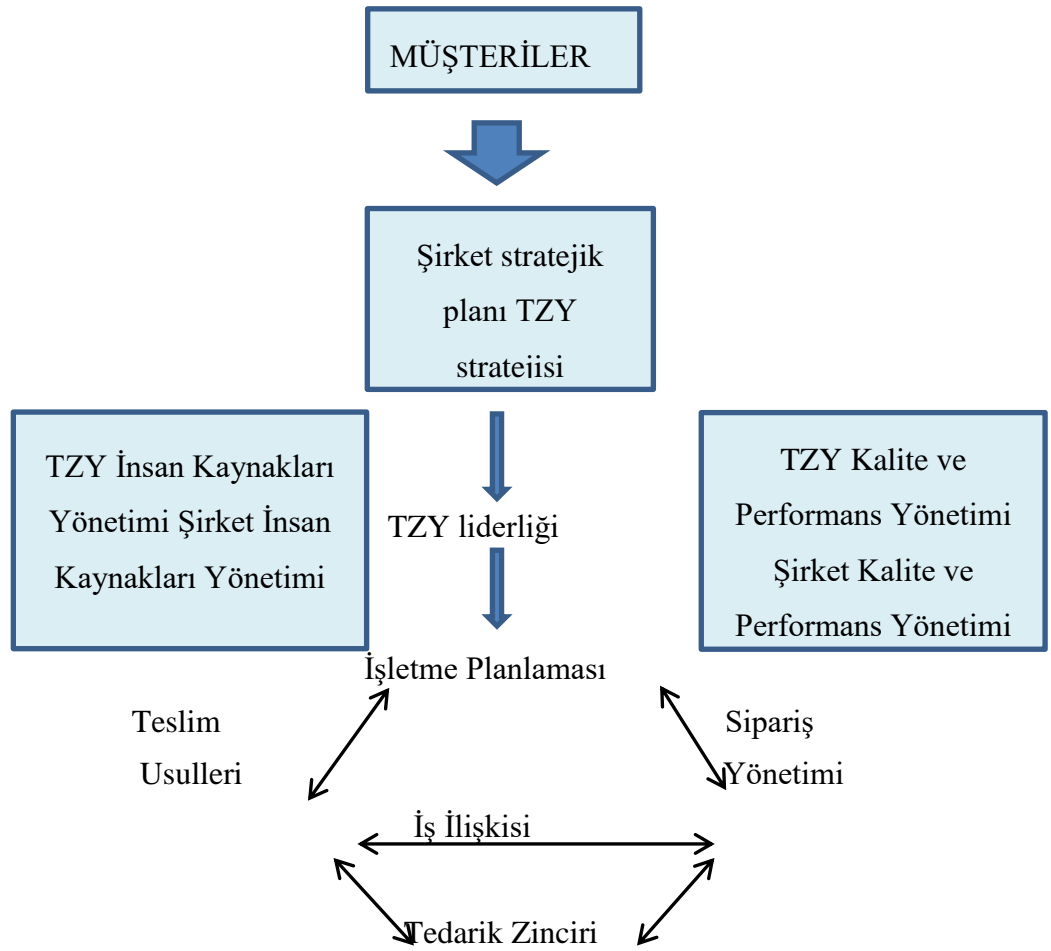 MÜŞTERİLER
Şirket stratejik
planı TZY
stratejisi
TZY İnsan Kaynakları
Yönetimi Şirket İnsan
Kaynakları Yönetimi
TZY liderliği
TZY Kalite ve
Performans Yönetimi
Şirket Kalite ve
Performans Yönetimi
İşletme Planlaması
Teslim
Usulleri
Sipariş
Yönetimi
İş İlişkisi
Tedarik Zinciri